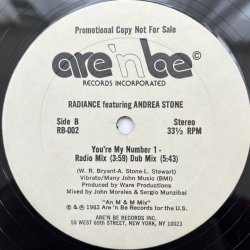 Promotional Copy Not For Sale
are 'n be ©
RECORDS INCORPORATED
RADIANCE featuring ANDREA STONE
Side B
RB-002
Stereo
33⅓ RPM
You're My Number 1 -
Radio Mix (3:59) Dub Mix (5:43)
(W. R. Bryant-A. Stone-L. Stewart)
Vibrato/Many John Music (BMI)
Produced by Ware Productions
Mixed by John Morales & Sergio Munzibai
"An M & M Mix"
℗ © 1983 Are 'n Be Records for the U.S.
ARE'N BE RECORDS INC.
59 WEST 65th STREET, NEW YORK, NY 10023